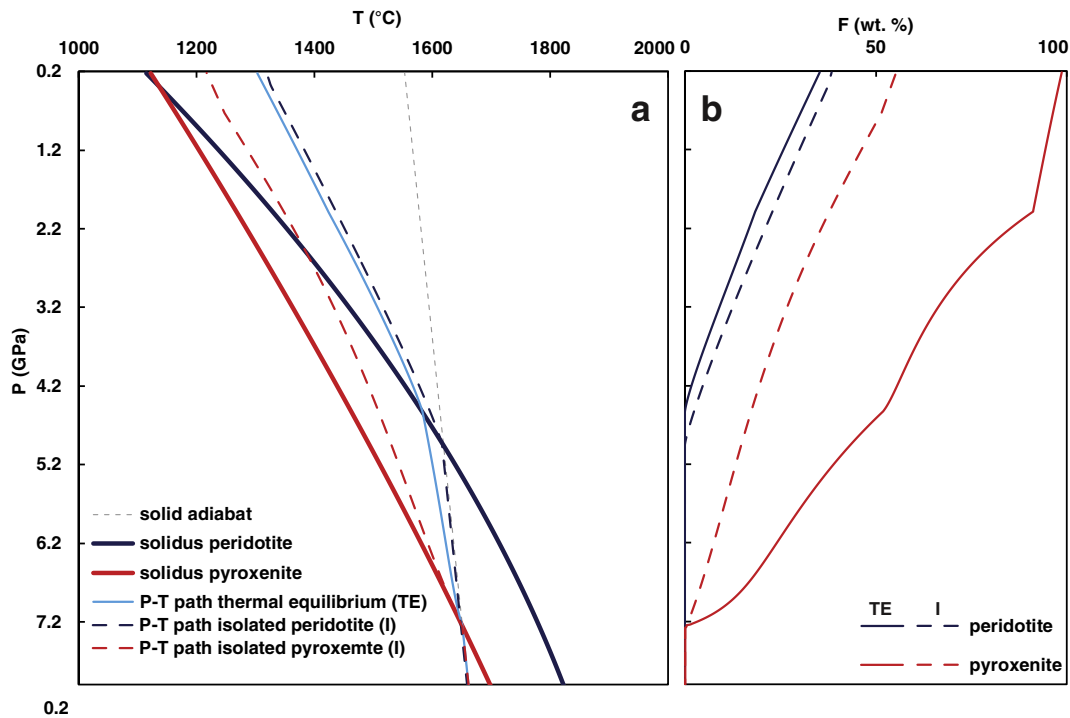 T (°C)
1000 1200 1400 1600 1800 2000
0.2
1.2
2.2
3.2
4.2
5.2
6.2
7.2
0.2
P (GPa)
a
solid adiabat
solidus peridotite
solidus pyroxenite
P-T path thermal equilibrium (TE)
P-T path isolated peridotite (I)
P-T path isolated pyroxemte (I)
F (wt. %)
0 50 100
b
TE I
peridotite
pyroxenite